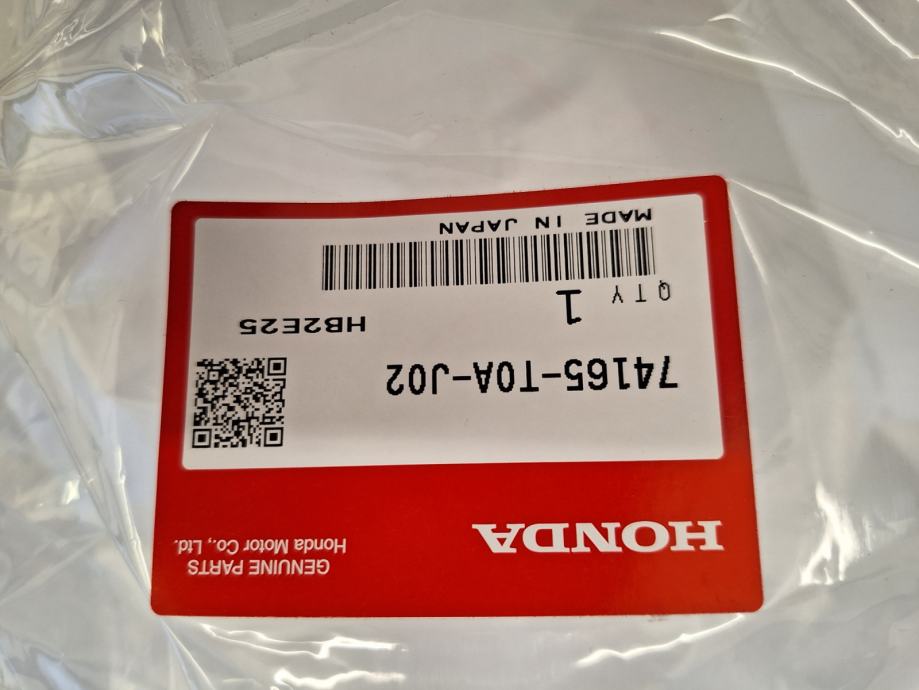 HONDA
GENUINE PARTS
Honda Motor Co., Ltd.
74165-T0A-J02
HB2E25
QTY 1
MADE IN JAPAN